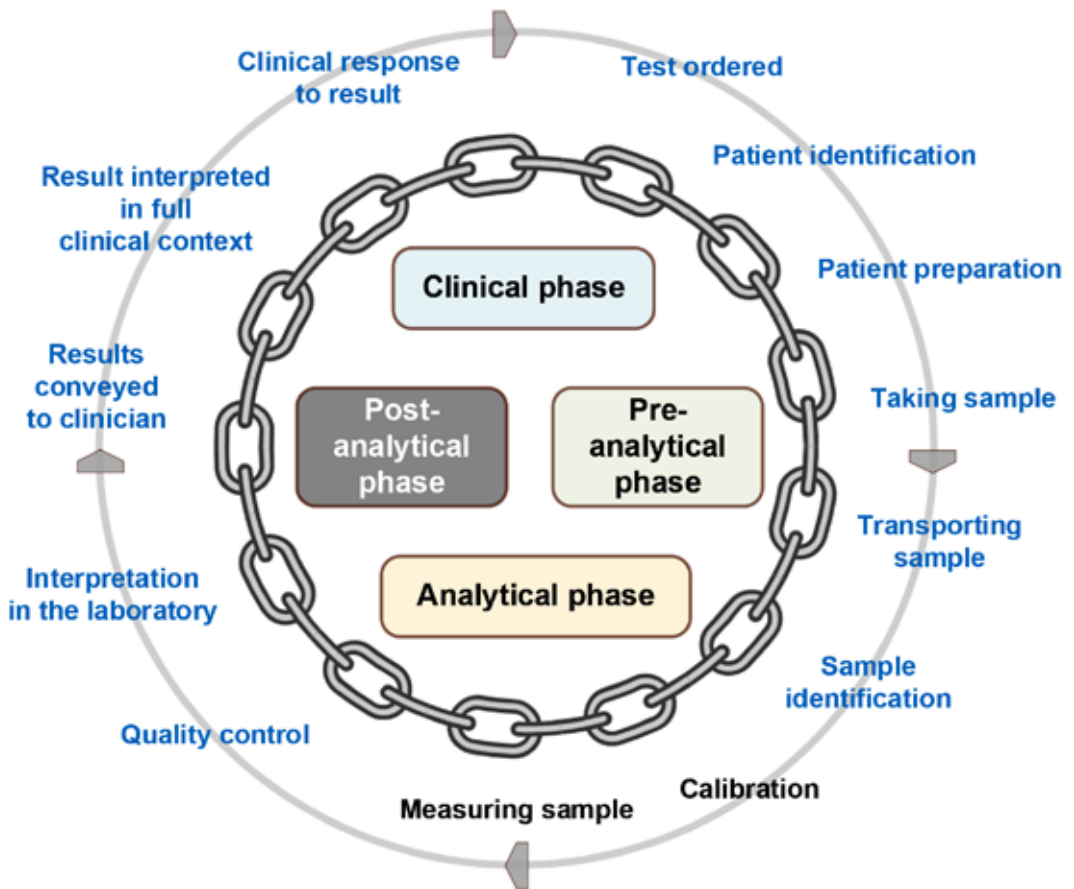 Clinical response
to result
Test ordered
Patient identification
Patient preparation
Taking sample
Transporting
sample
Sample
identification
Calibration
Measuring sample
Quality control
Interpretation
in the laboratory
Results
conveyed
to clinician
Result interpreted
in full
clinical context
Clinical phase
Post-
analytical
phase
Pre-
analytical
phase
Analytical phase